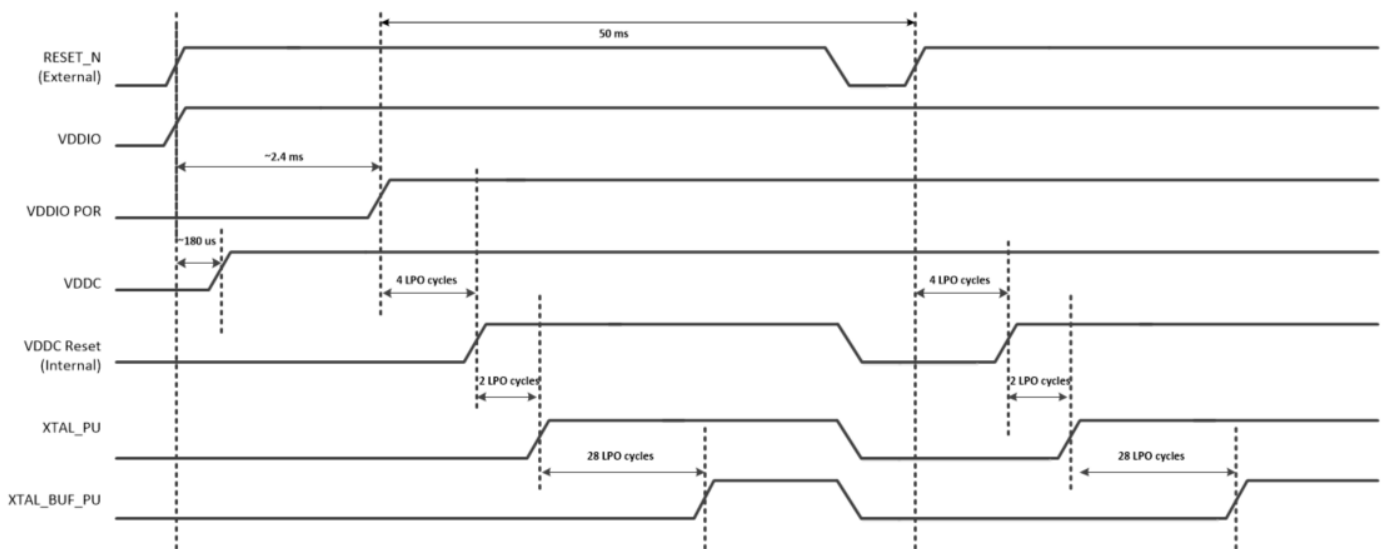 50 ms
RESET_N
(External)
VDDIO
~2.4 ms
VDDIO POR
~180 us
VDDC
4 LPO cycles
4 LPO cycles
VDDC Reset
(Internal)
2 LPO cycles
2 LPO cycles
XTAL_PU
28 LPO cycles
28 LPO cycles
XTAL_BUF_PU